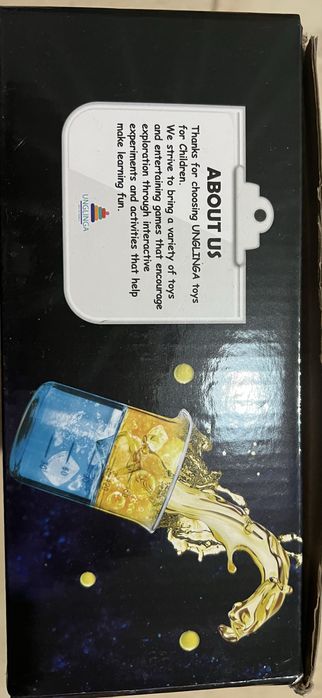 ABOUT US
Thanks for choosing UNGLINGA toys
for Children.
We strive to bring a variety of toys
and entertaining games that encourage
exploration through interactive
experiments and activities that help
make learning fun.
UNGLINGA